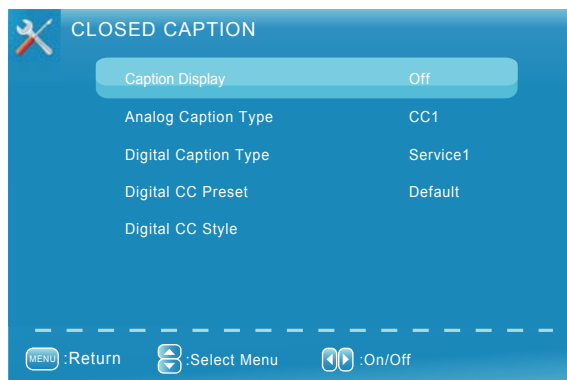 CLOSED CAPTION
Caption Display Off
Analog Caption Type CC1
Digital Caption Type Service1
Digital CC Preset Default
Digital CC Style
MENU :Return :Select Menu :On/Off